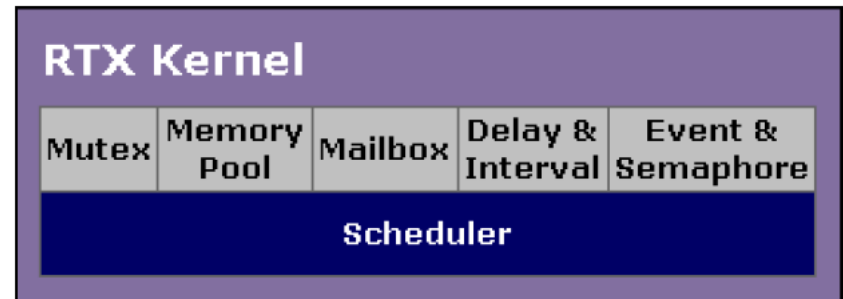 RTX Kernel
Mutex
Memory
Pool
Mailbox
Delay &
Interval
Event &
Semaphore
Scheduler